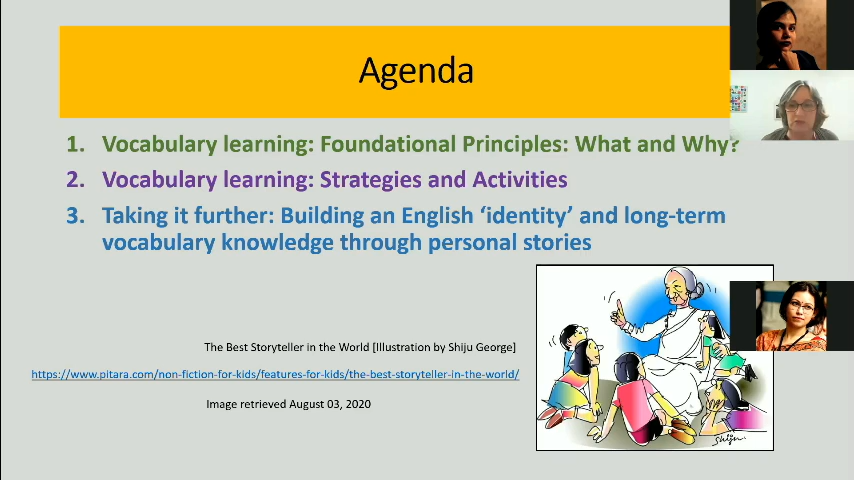 Agenda
1. Vocabulary learning: Foundational Principles: What and Why?
2. Vocabulary learning: Strategies and Activities
3. Taking it further: Building an English ‘identity’ and long-term
vocabulary knowledge through personal stories
The Best Storyteller in the World [Illustration by Shiju George]
https://www.pitara.com/non-fiction-for-kids/features-for-kids/the-best-storyteller-in-the-world/
Image retrieved August 03, 2020
Shiju